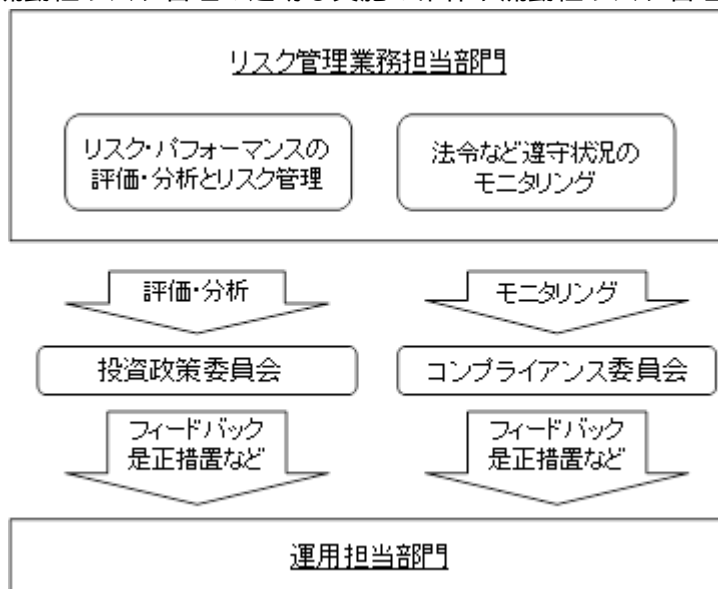 リスク管理業務担当部門
リスク・パフォーマンスの
評価・分析とリスク管理
法令など遵守状況の
モニタリング
評価・分析
モニタリング
投資政策委員会
コンプライアンス委員会
フィードバック
是正措置など
フィードバック
是正措置など
運用担当部門